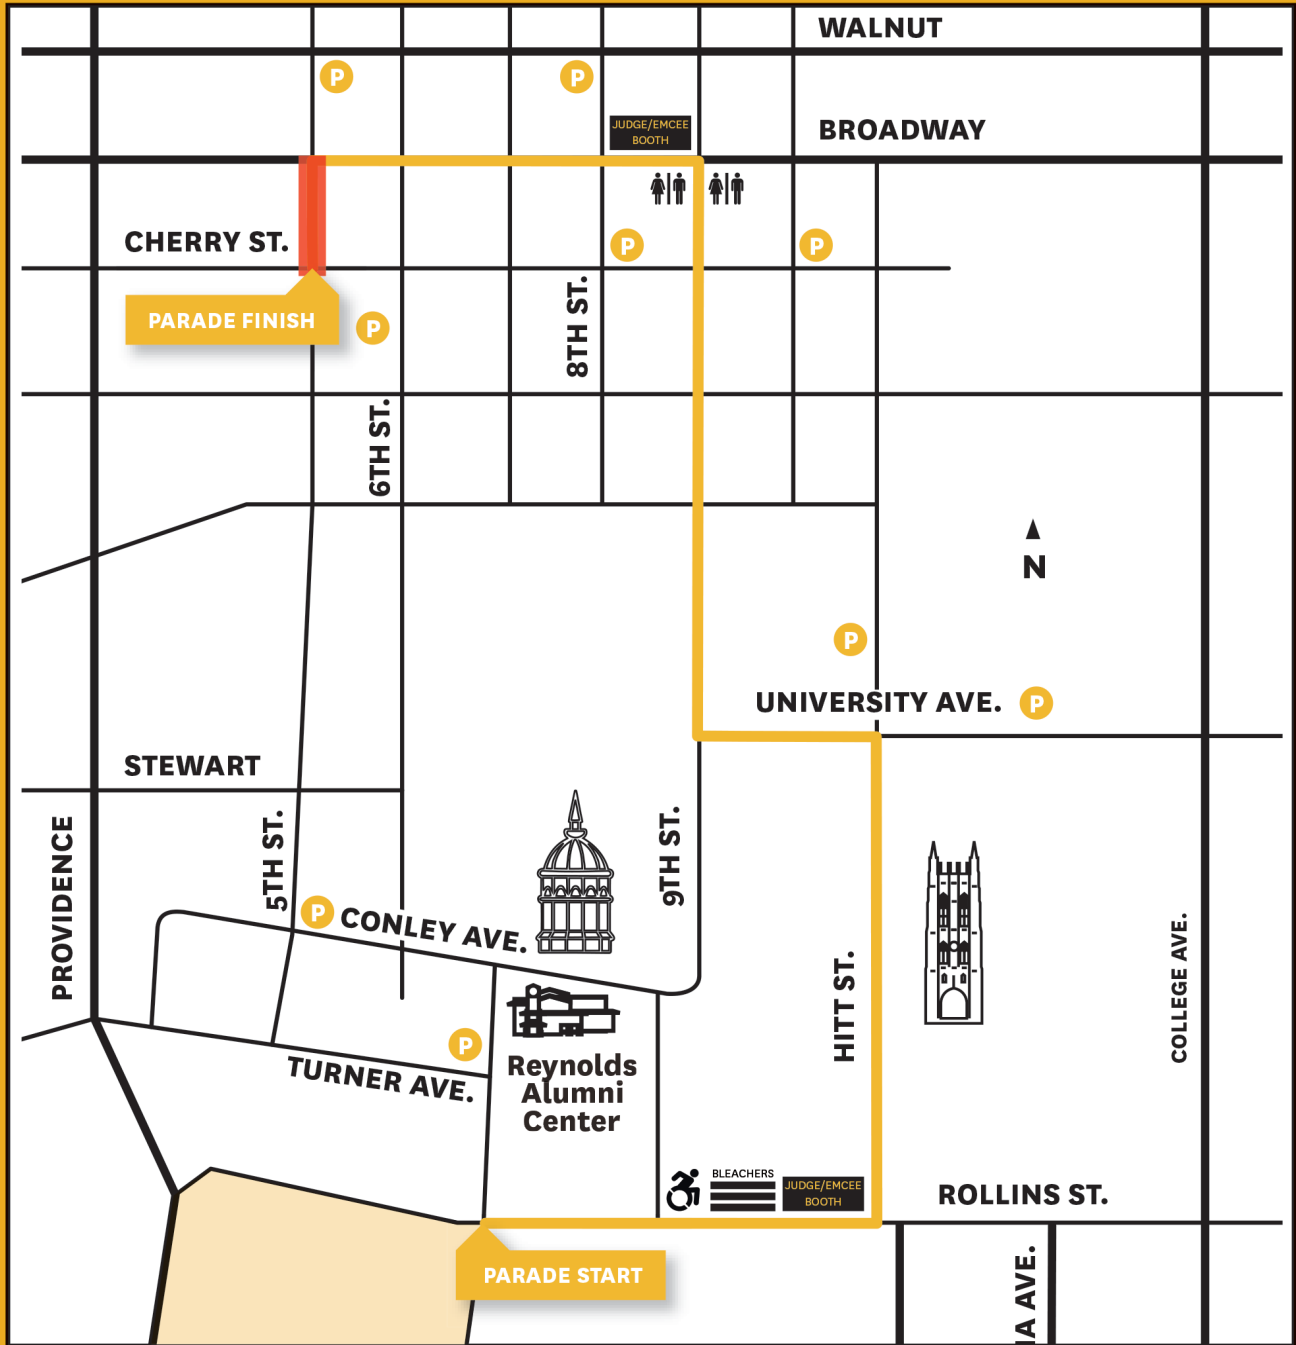 WALNUT
P
P
JUDGE/EMCEE
BOOTH
BROADWAY
CHERRY ST.
P
P
PARADE FINISH
P
8TH ST.
6TH ST.
N
P
UNIVERSITY AVE.
P
STEWART
PROVIDENCE
5TH ST.
9TH ST.
P
CONLEY AVE.
HITT ST.
COLLEGE AVE.
P
TURNER AVE.
Reynolds
Alumni
Center
BLEACHERS
JUDGE/EMCEE
BOOTH
ROLLINS ST.
PARADE START
AVE.